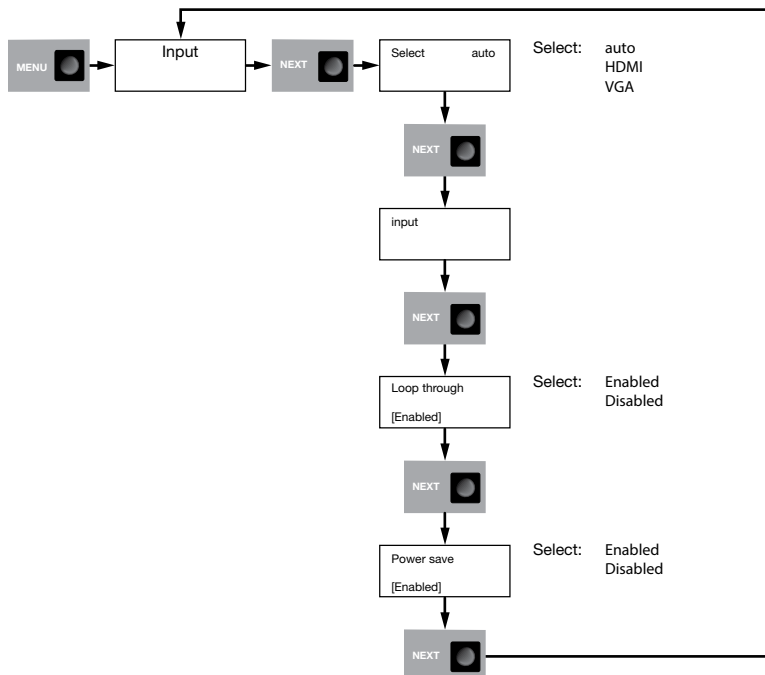 MENU
Input
NEXT
Select auto
Select: auto
HDMI
VGA
NEXT
input
NEXT
Loop through
[Enabled]
Select: Enabled
Disabled
NEXT
Power save
[Enabled]
Select: Enabled
Disabled
NEXT